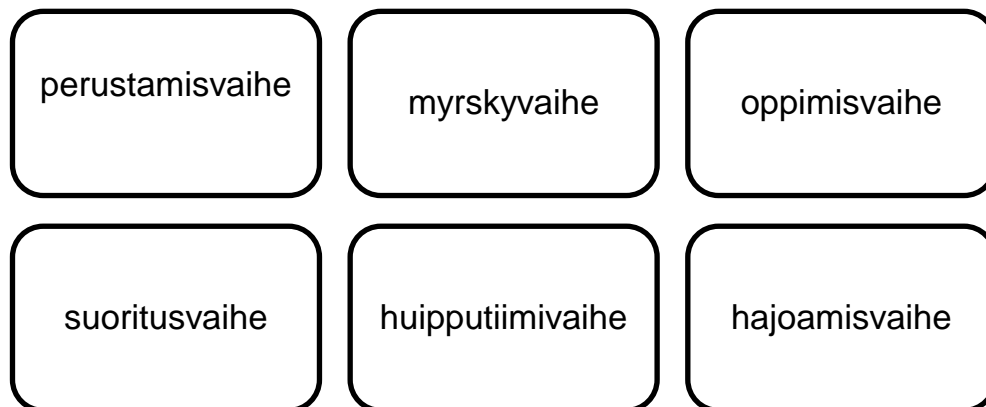 perustamisvaihe
myrskyvaihe
oppimisvaihe
suoritusvaihe
huipputiimivaihe
hajoamisvaihe